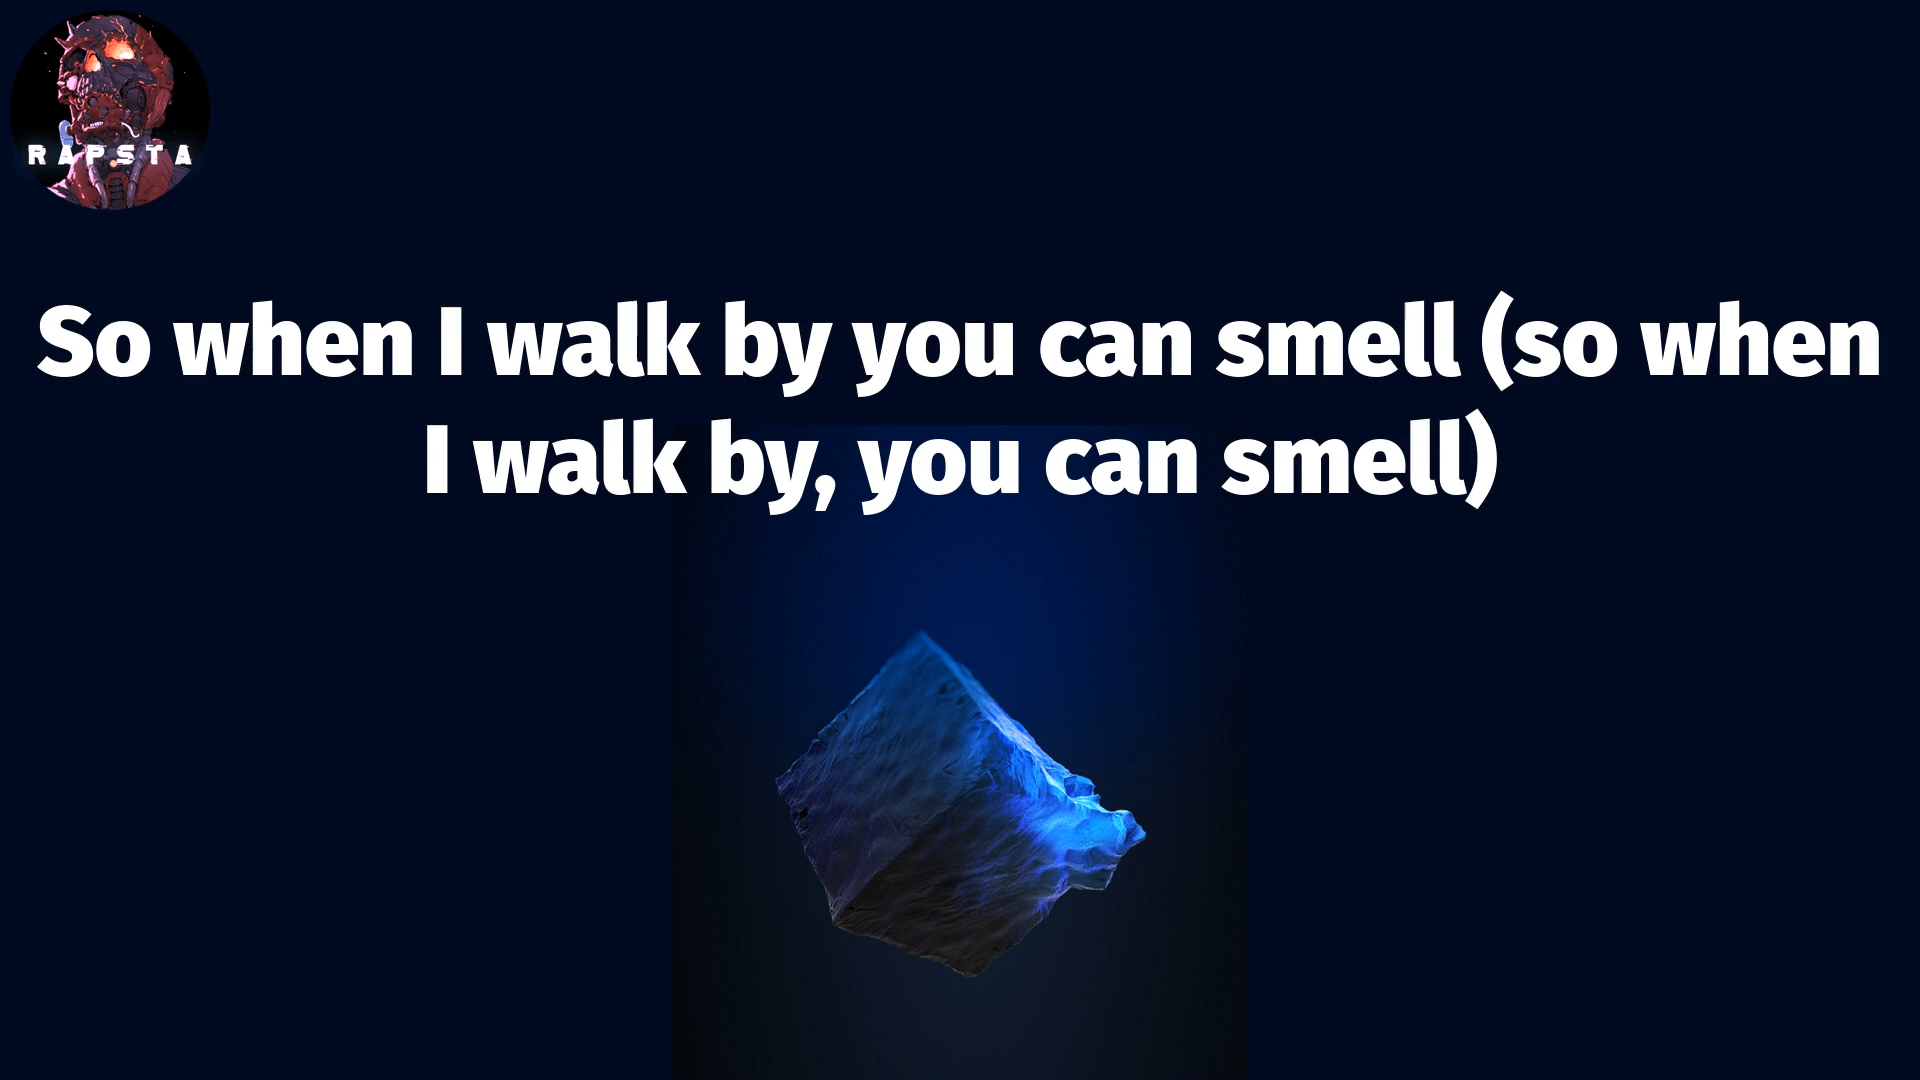 RAPSTA
So when I walk by you can smell (so when
I walk by, you can smell)